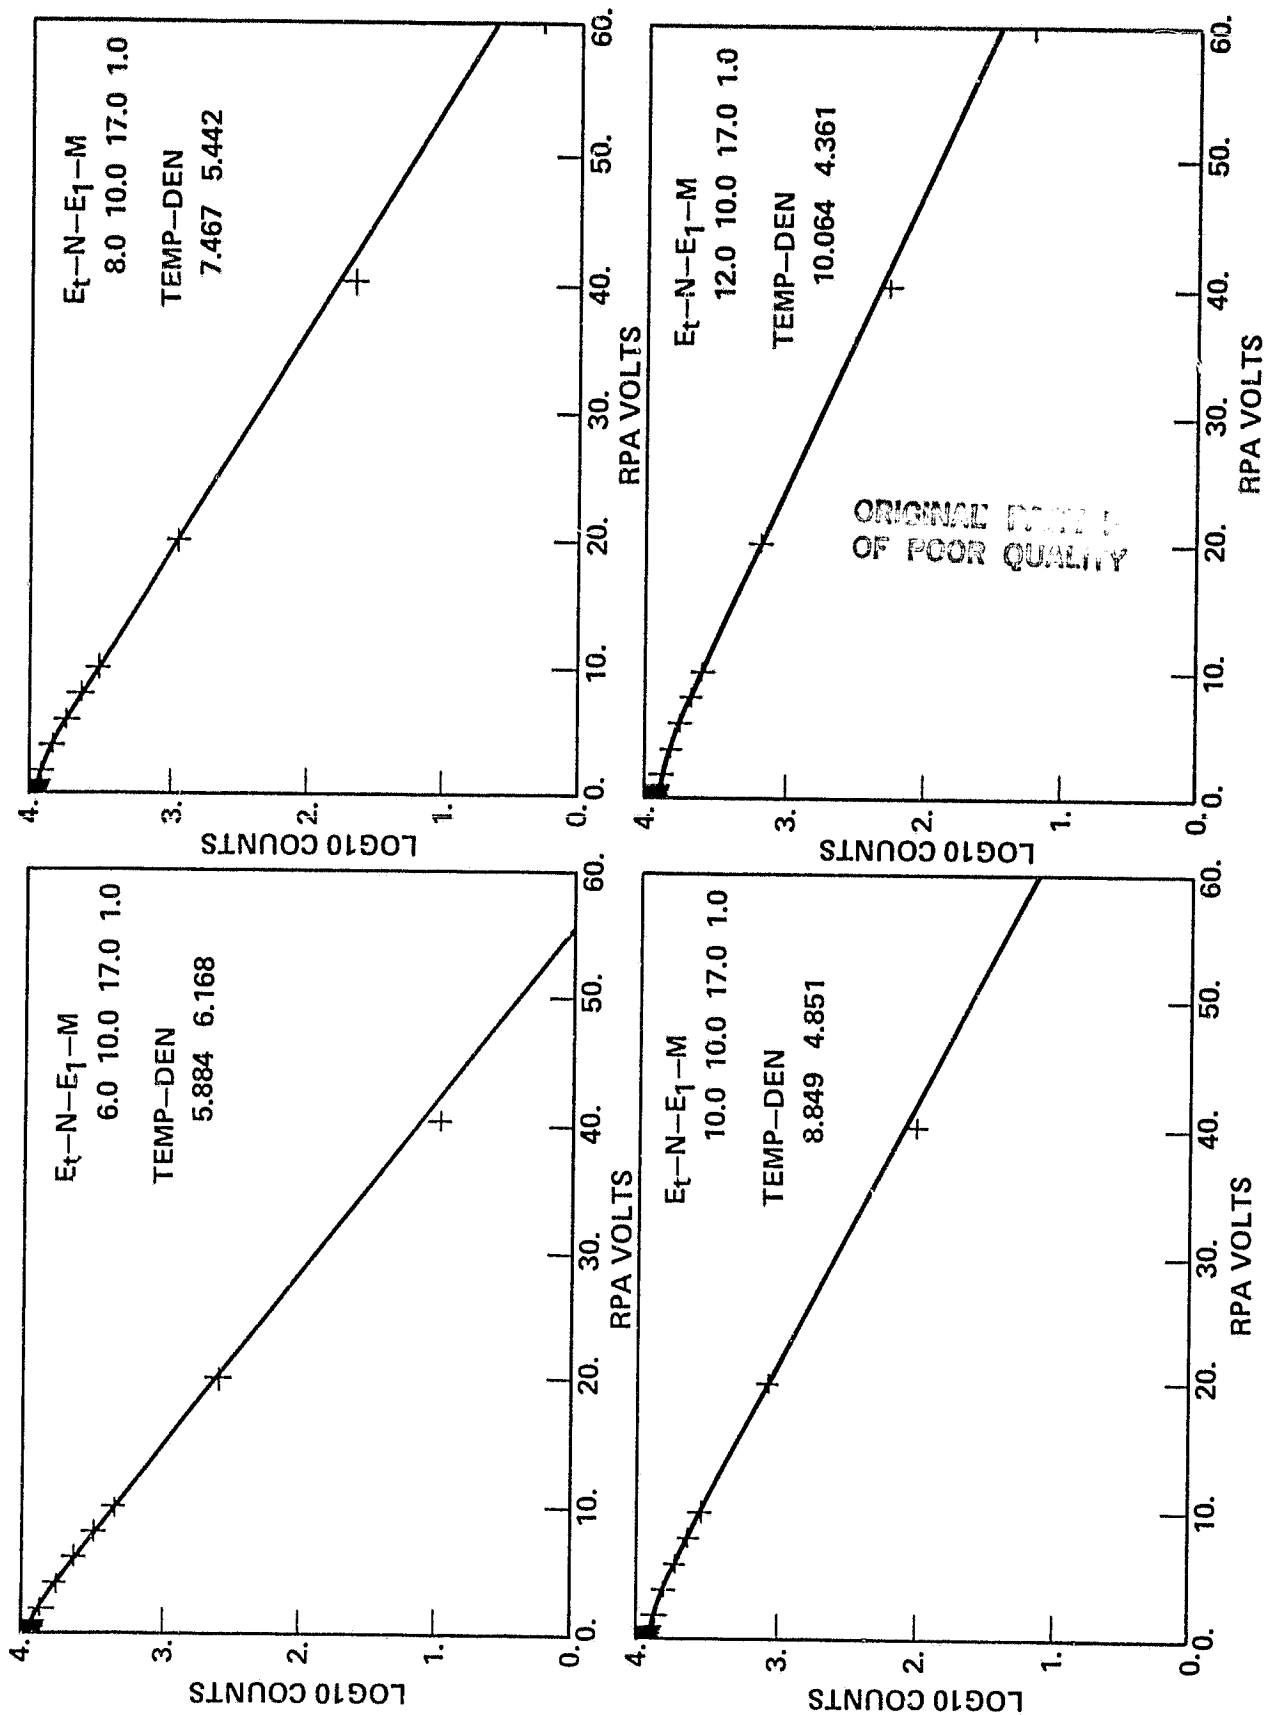 LOG10 COUNTS
4.
3.
2.
1.
0.
0.
10.
20.
30.
40.
50.
60.
RPA VOLTS
Et—N—E1—M
6.0 10.0 17.0 1.0
TEMP—DEN
5.884 6.168
LOG10 COUNTS
4.
3.
2.
1.
0.
0.
10.
20.
30.
40.
50.
60.
RPA VOLTS
Et—N—E1—M
8.0 10.0 17.0 1.0
TEMP—DEN
7.467 5.442
LOG10 COUNTS
4.
3.
2.
1.
0.
0.
10.
20.
30.
40.
50.
60.
RPA VOLTS
Et—N—E1—M
10.0 10.0 17.0 1.0
TEMP—DEN
8.849 4.851
LOG10 COUNTS
4.
3.
2.
1.
0.
0.
10.
20.
30.
40.
50.
60.
RPA VOLTS
Et—N—E1—M
12.0 10.0 17.0 1.0
TEMP—DEN
10.064 4.361
ORIGINAL
OF POOR QUALITY